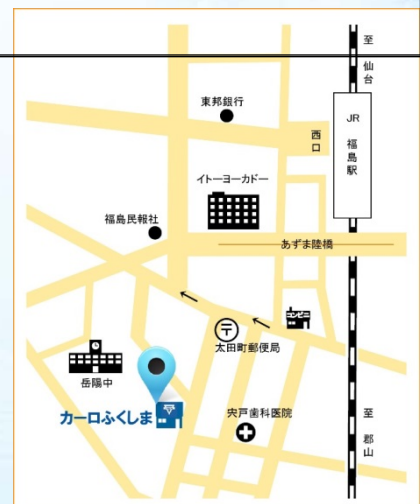 至
仙
台
東邦銀行
JR
福
島
駅
西
口
イトーヨーカドー
福島民報社
あずま陸橋
コンビニ
〒
太田町郵便局
岳陽中
カーロふくしま
宍戸歯科医院
至
郡
山